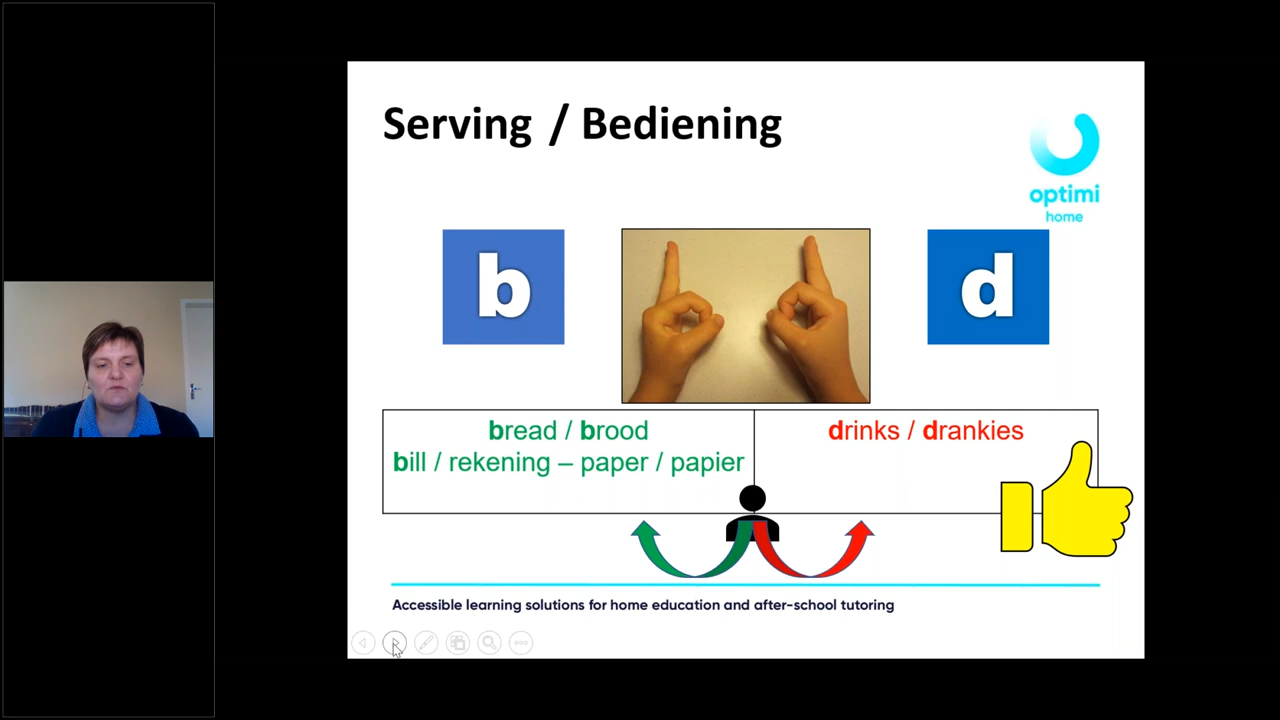 Serving / Bediening
optimi
home
b
d
bread / brood
bill / rekening – paper / papier
drinks / drankies
Accessible learning solutions for home education and after-school tutoring